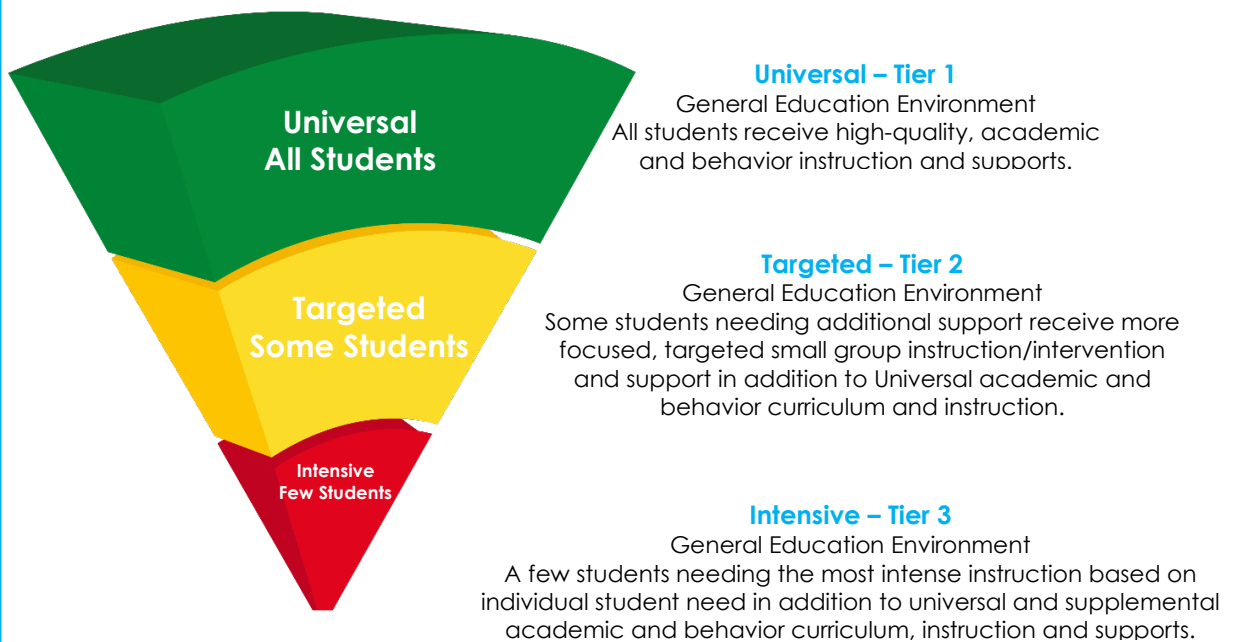 Universal
All Students
Universal – Tier 1
General Education Environment
All students receive high-quality, academic
and behavior instruction and supports.
Targeted
Some Students
Targeted – Tier 2
General Education Environment
Some students needing additional support receive more
focused, targeted small group instruction/intervention
and support in addition to Universal academic and
behavior curriculum and instruction.
Intensive
Few Students
Intensive – Tier 3
General Education Environment
A few students needing the most intense instruction based on
individual student need in addition to universal and supplemental
academic and behavior curriculum, instruction and supports.